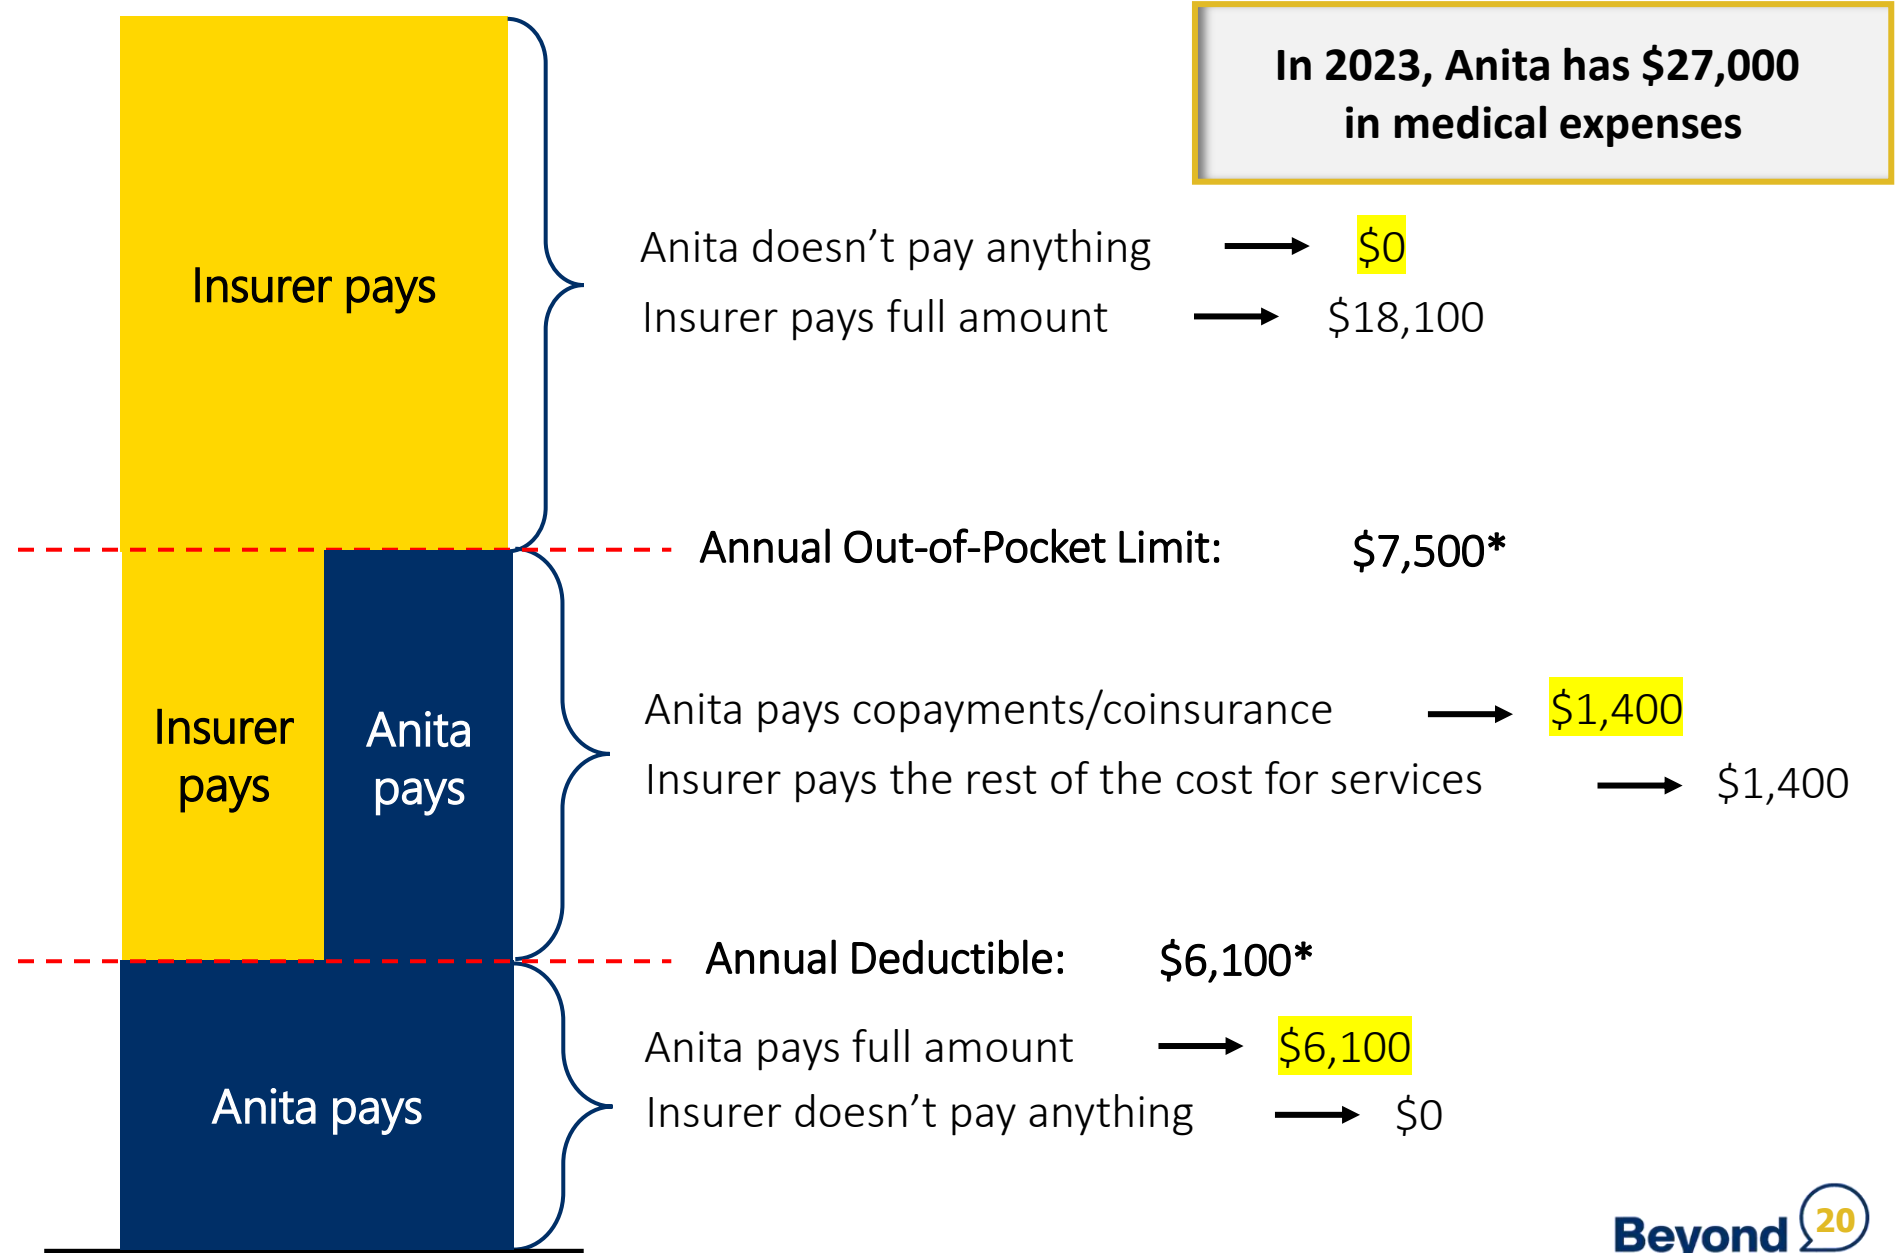 In 2023, Anita has $27,000
in medical expenses
Insurer pays
Anita doesn’t pay anything $0
Insurer pays full amount $18,100
Annual Out-of-Pocket Limit: $7,500*
Insurer
pays
Anita
pays
Anita pays copayments/coinsurance $1,400
Insurer pays the rest of the cost for services $1,400
Annual Deductible: $6,100*
Anita pays full amount $6,100
Insurer doesn’t pay anything $0
Anita pays
Beyond 20